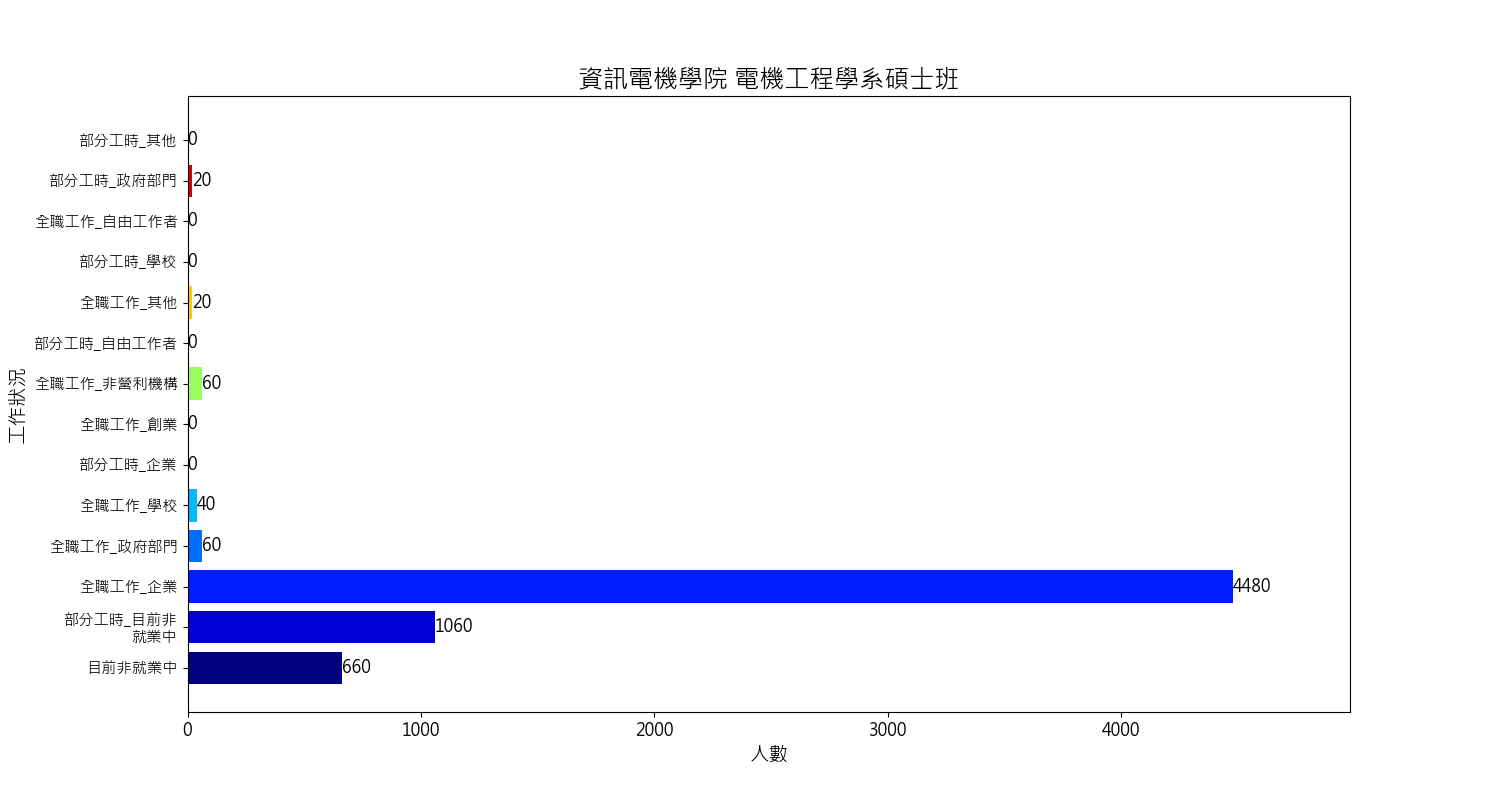 資訊電機學院 電機工程學系碩士班
部分工時_其他
0
部分工時_政府部門
20
全職工作_自由工作者
0
部分工時_學校
0
全職工作_其他
20
部分工時_自由工作者
0
全職工作_非營利機構
60
全職工作_創業
0
部分工時_企業
0
全職工作_學校
40
全職工作_政府部門
60
全職工作_企業
4480
部分工時_目前非
就業中
1060
目前非就業中
660
工作狀況
0 1000 2000 3000 4000
人數